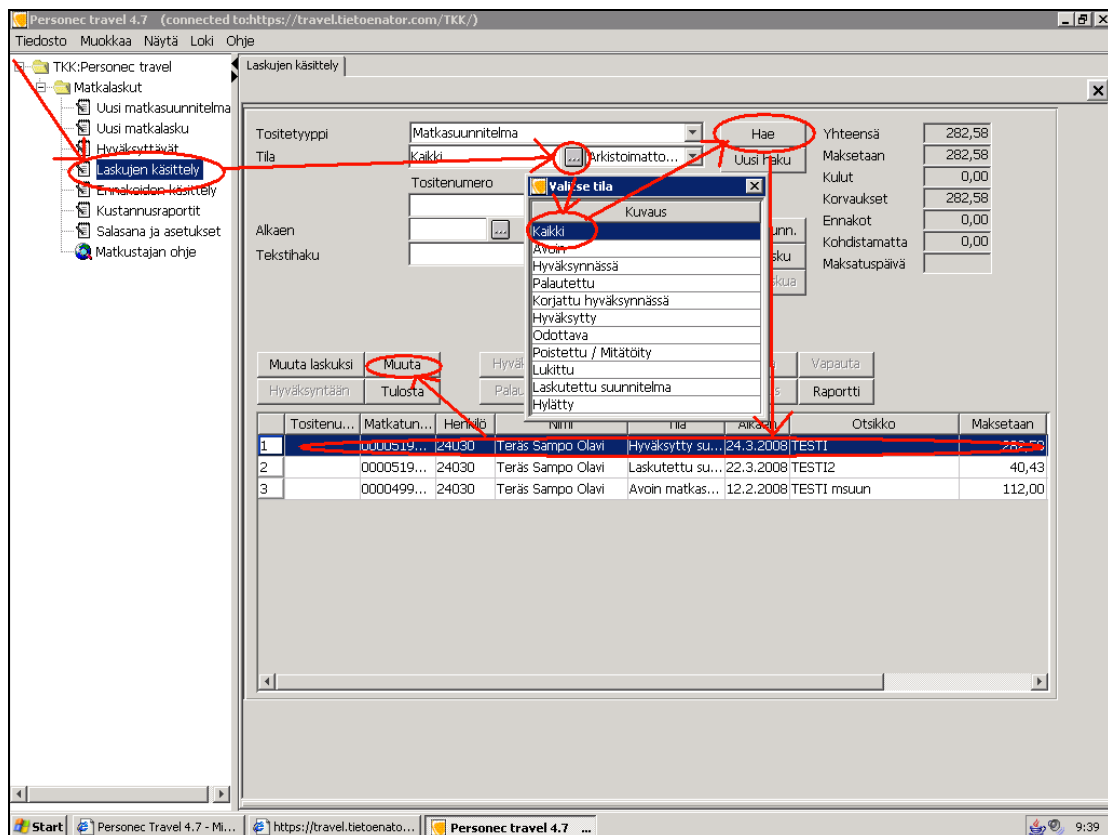 Personec travel 4.7 (connected to:https://travel.tietoenator.com/TKK/)
Tiedosto Muokkaa Näytä Loki Ohje
TKK:Personec travel
Matkalaskut
Uusi matkasuunnitelma
Uusi matkalasku
Hyväksyttävät
Laskujen käsittely
Ennakoiden käsittely
Kustannusraportit
Salasana ja asetukset
Matkustajan ohje
Laskujen käsittely
Tositetyyppi Matkasuunnitelma Hae Yhteensä 282,58
Tila Kaikki ... Arkistoimatto... Uusi haku Maksetaan 282,58
Kulut 0,00
Tositenumero Korvaukset 282,58
Alkaen ... Ennakot 0,00
Kohdistamatta 0,00
Tekstihaku Maksatuspäivä
Valitse tila
Kuvaus
Kaikki
Avoin
Hyväksynnässä
Palautettu
Korjattu hyväksynnässä
Hyväksytty
Odottava
Poistettu / Mitätöity
Lukittu
Laskutettu suunnitelma
Hylätty
Muuta laskuksi Muuta Hyväk Vapauta
Hyväksyntään Tulosta Palau Raportti
Tositenu... Matkatun... Henkilö Nimi Tila Alkaen Otsikko Maksetaan
1 0000519... 24030 Teräs Sampo Olavi Hyväksytty su... 24.3.2008 TESTI 282,58
2 0000519... 24030 Teräs Sampo Olavi Laskutettu su... 22.3.2008 TESTI2 40,43
3 0000499... 24030 Teräs Sampo Olavi Avoin matkas... 12.2.2008 TESTI msuun 112,00
Start Personec Travel 4.7 - Mi... https://travel.tietoenato... Personec travel 4.7 ... 9:39